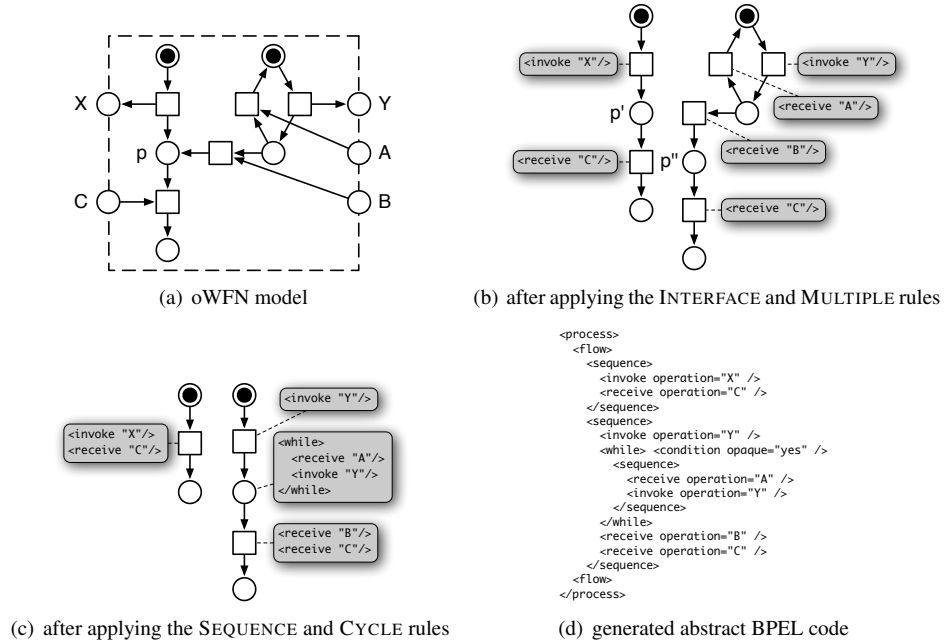 X
p
C
Y
A
B
(a) oWFN model
<invoke "X"/>
p'
<receive "C"/>
<invoke "Y"/>
<receive "A"/>
<receive "B"/>
p"
<receive "C"/>
(b) after applying the INTERFACE and MULTIPLE rules
<invoke "X"/>
<receive "C"/>
<invoke "Y"/>
<while>
<receive "A"/>
<invoke "Y"/>
</while>
<receive "B"/>
<receive "C"/>
(c) after applying the SEQUENCE and CYCLE rules
<process>
<flow>
<sequence>
<invoke operation="X" />
<receive operation="C" />
</sequence>
<sequence>
<invoke operation="Y" />
<while> <condition opaque="yes" />
<sequence>
<receive operation="A" />
<invoke operation="Y" />
</sequence>
</while>
<receive operation="B" />
<receive operation="C" />
</sequence>
<flow>
</process>
(d) generated abstract BPEL code